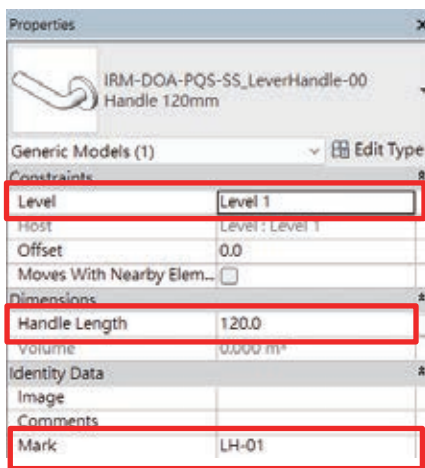 Properties
IRM-DOA-PQS-SS_LeverHandle-00
Handle 120mm
Generic Models (1) Edit Type
Constraints
Level Level 1
Host Level : Level 1
Offset 0.0
Moves With Nearby Elem...
Dimensions
Handle Length 120.0
Volume 0.000 m³
Identity Data
Image
Comments
Mark LH-01